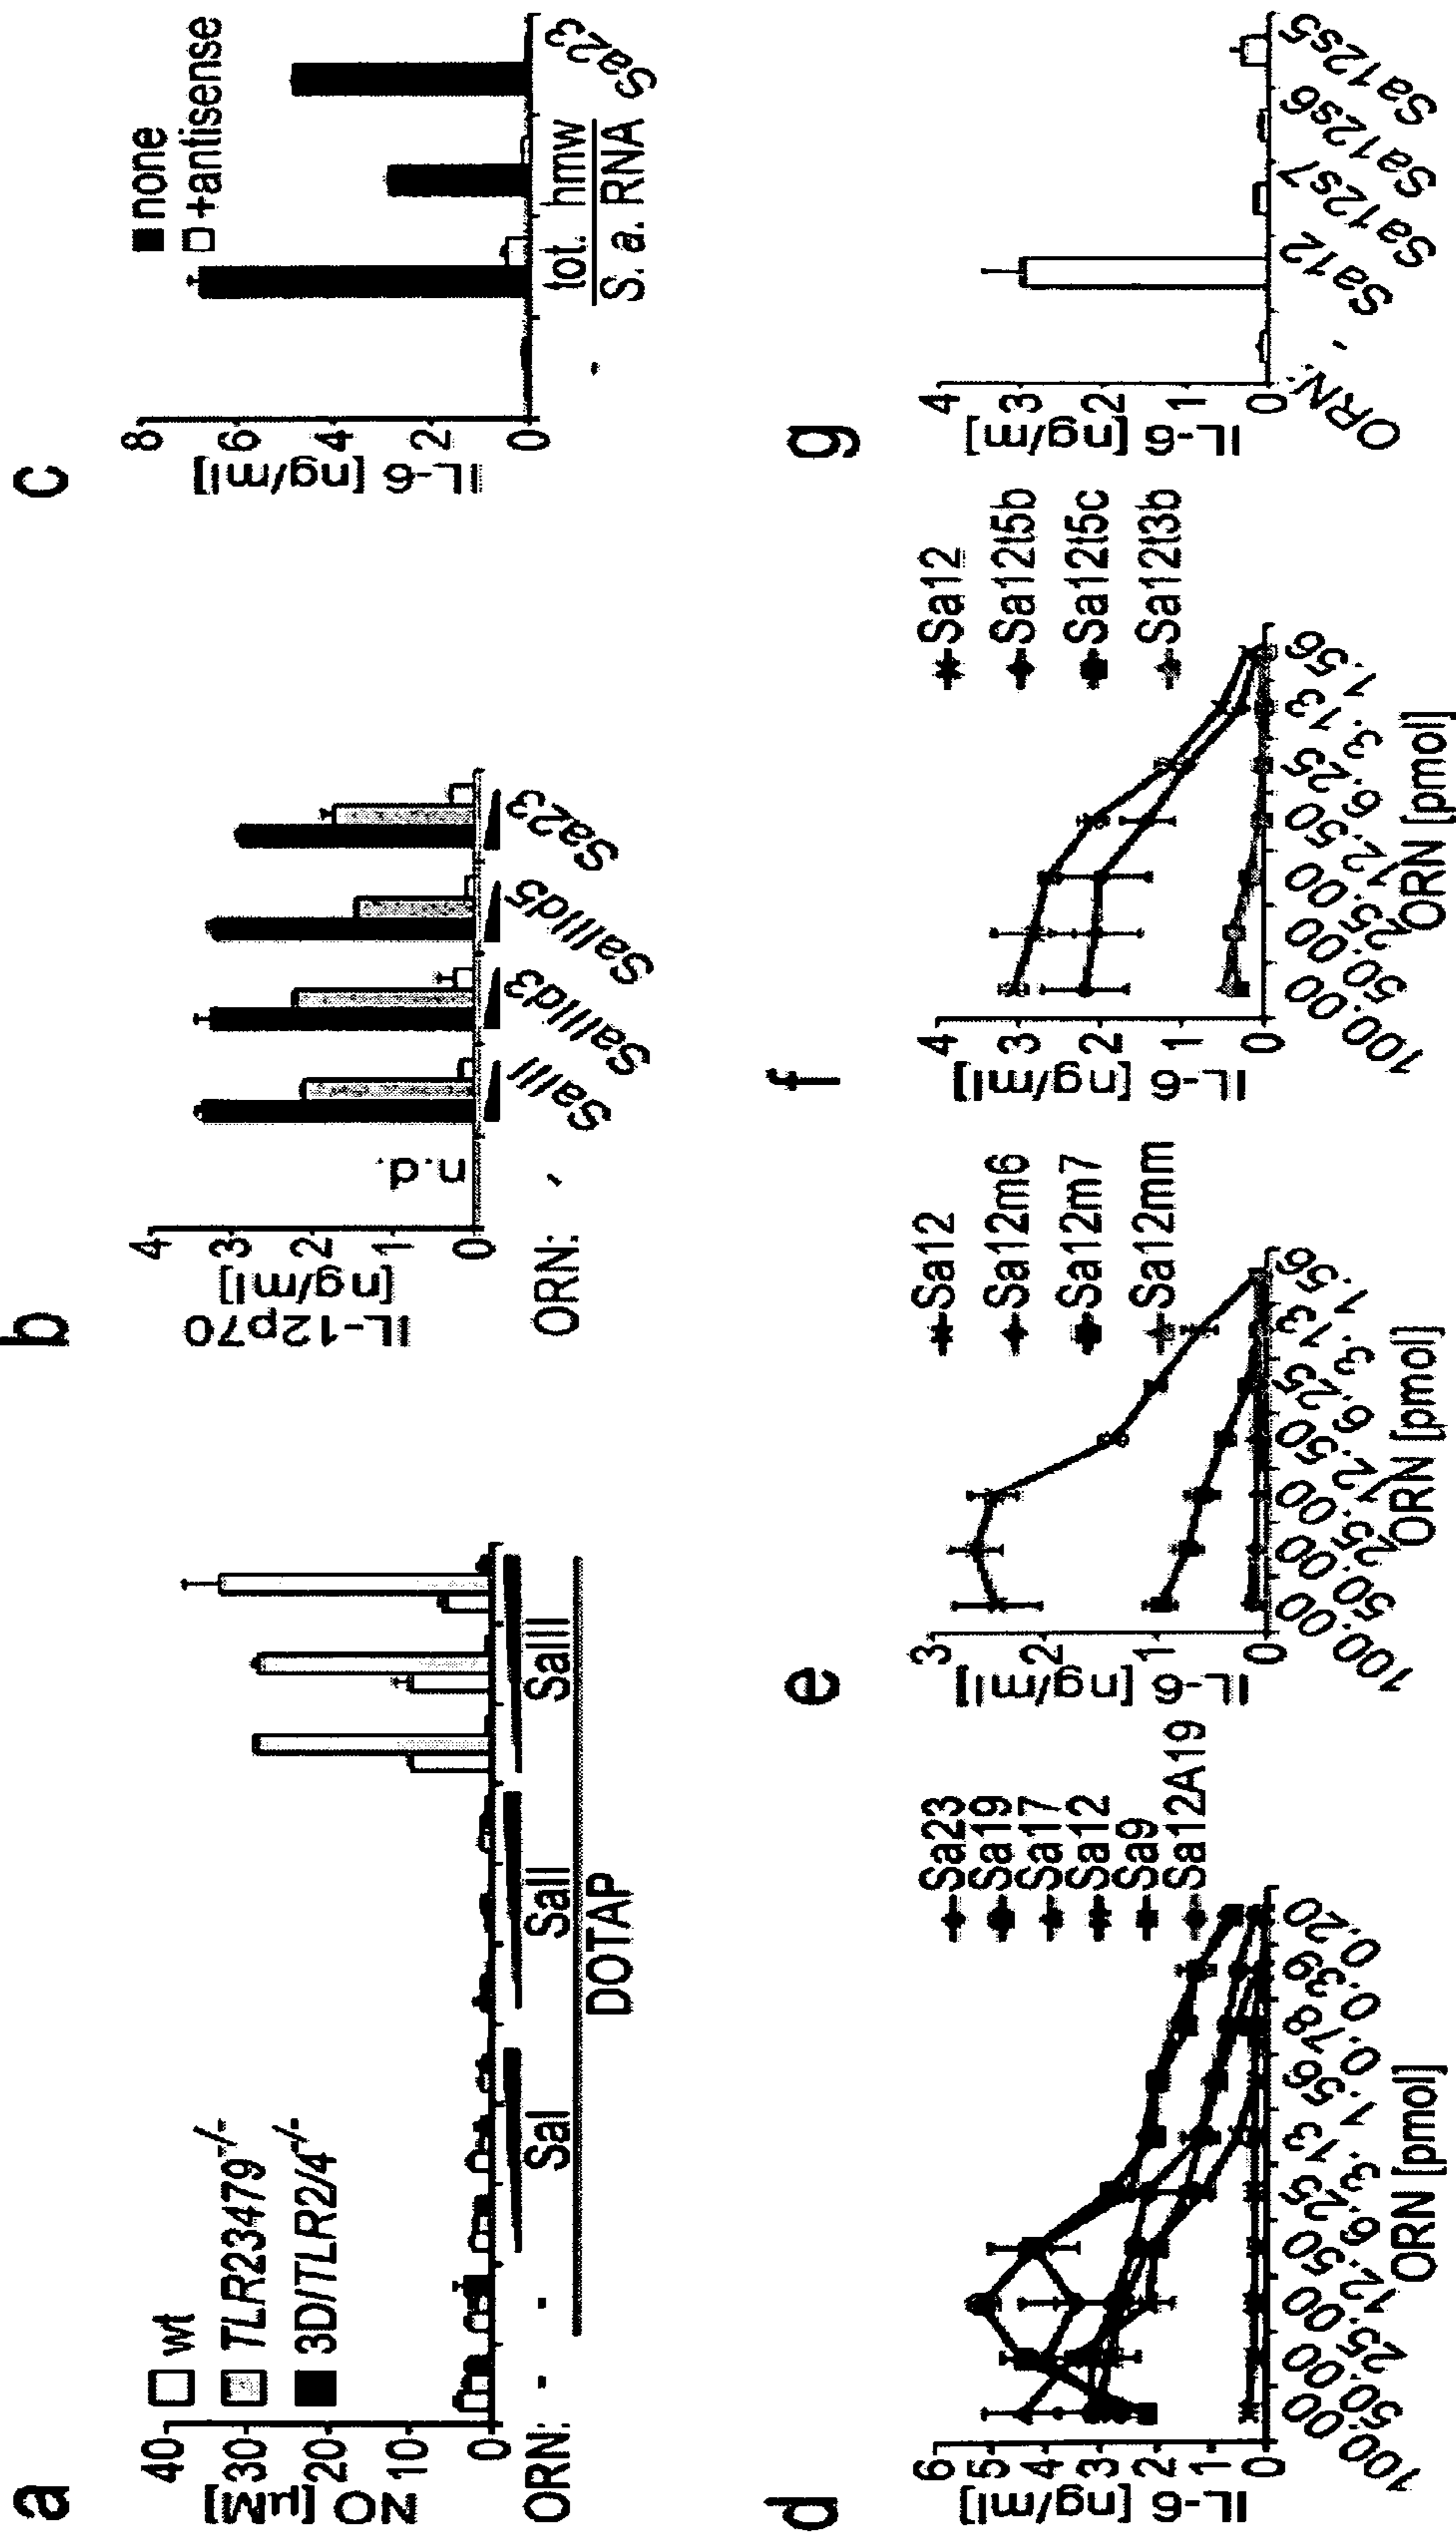 a
NO [µM]
40
30
20
10
0
wt
TLR23479-/-
3D/TLR2/4-/-
ORN: - - SaI SaII SaIII
DOTAP
b
IL-12p70
[ng/ml]
4
3
2
1
0
n.d.
ORN: - SaIII SaIIId3 SaIIId5 Sa23
c
IL-6 [ng/ml]
8
6
4
2
0
none
+antisense
- tot. hmw Sa23
S. a. RNA
d
IL-6 [ng/ml]
6
5
4
3
2
1
0
Sa23
Sa19
Sa17
Sa12
Sa9
Sa12A19
100.00 50.00 25.00 12.50 6.25 3.13 1.56 0.78 0.39 0.20
ORN [pmol]
e
IL-6 [ng/ml]
3
2
1
0
Sa12
Sa12m6
Sa12m7
Sa12mm
100.00 50.00 25.00 12.50 6.25 3.13 1.56
ORN [pmol]
f
IL-6 [ng/ml]
4
3
2
1
0
Sa12
Sa12t5b
Sa12t5c
Sa12t3b
100.00 50.00 25.00 12.50 6.25 3.13 1.56
ORN [pmol]
g
IL-6 [ng/m]
4
3
2
1
0
ORN: - Sa12 Sa12s7 Sa12s6 Sa12s5